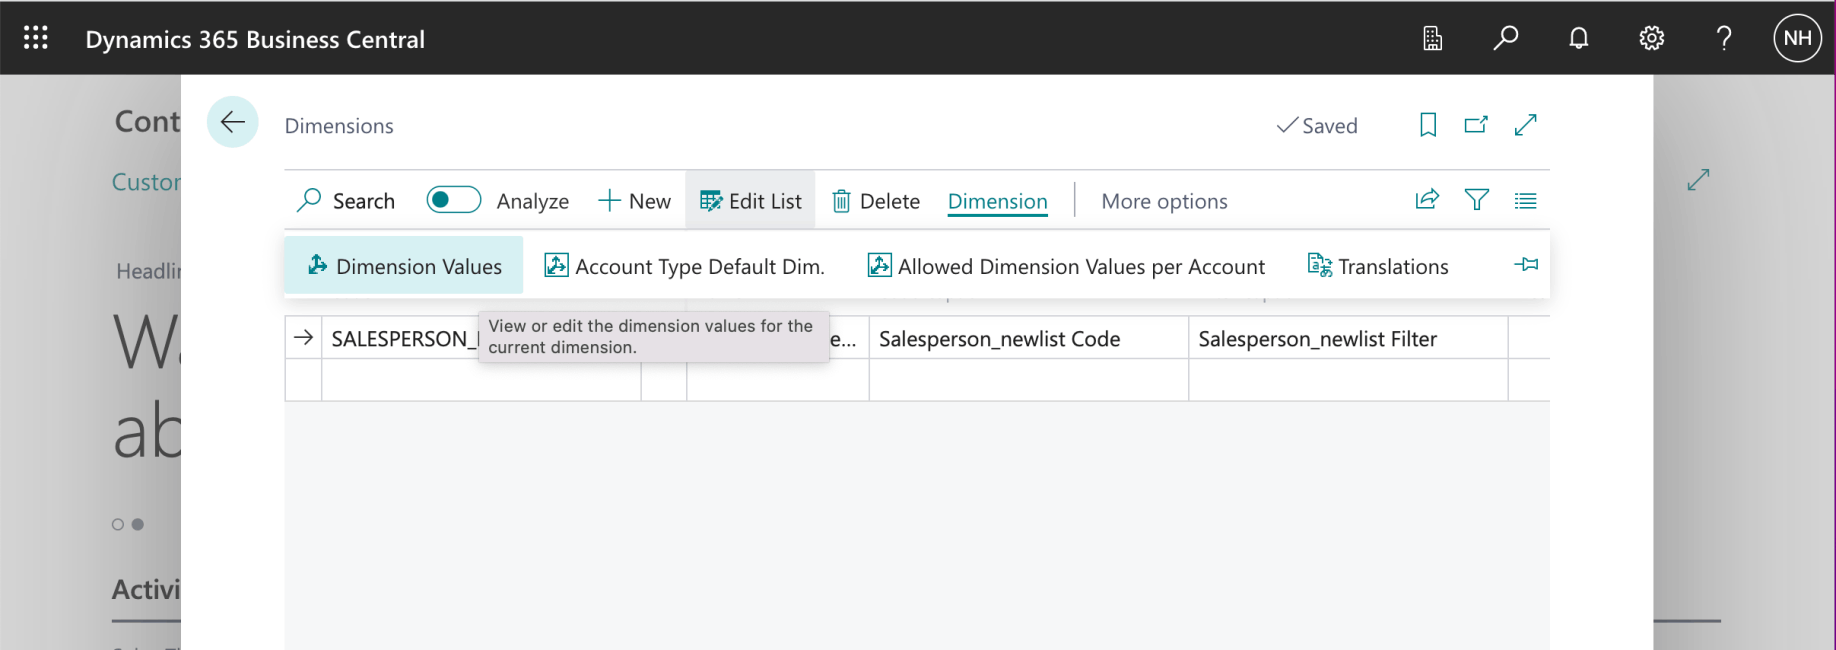 Dynamics 365 Business Central
NH
Cont
Dimensions
Saved
Custor
Search Analyze New Edit List Delete Dimension More options
Dimension Values Account Type Default Dim. Allowed Dimension Values per Account Translations
Headlin
View or edit the dimension values for the
current dimension.
SALESPERSON_ e... Salesperson_newlist Code Salesperson_newlist Filter
Wa
ab
Activi